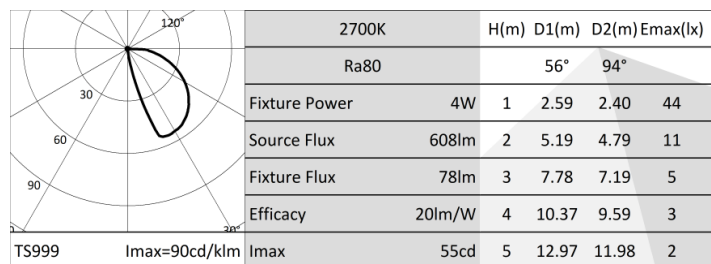 120°
30
60
90
30°
TS999 Imax=90cd/klm
2700K H(m) D1(m) D2(m) Emax(lx)
Ra80 56° 94°
Fixture Power 4W 1 2.59 2.40 44
Source Flux 608lm 2 5.19 4.79 11
Fixture Flux 78lm 3 7.78 7.19 5
Efficacy 20lm/W 4 10.37 9.59 3
Imax 55cd 5 12.97 11.98 2